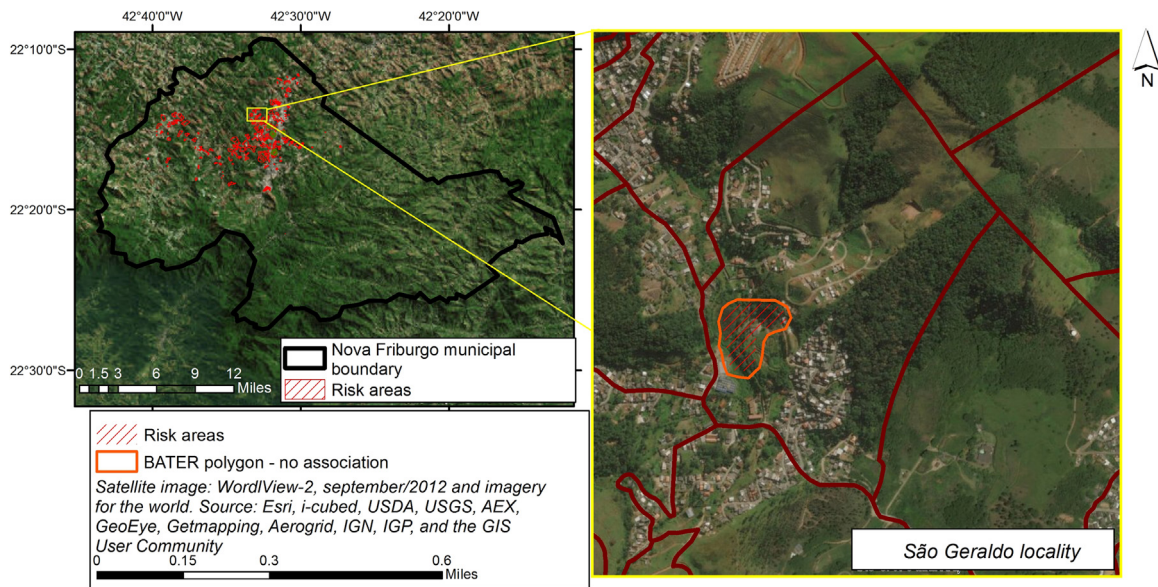 42°40'0"W 42°30'0"W 42°20'0"W
22°10'0"S
22°20'0"S
22°30'0"S
N
0 1.5 3 6 9 12
Miles
Nova Friburgo municipal
boundary
Risk areas
Risk areas
BATER polygon - no association
Satellite image: WordlView-2, september/2012 and imagery
for the world. Source: Esri, i-cubed, USDA, USGS, AEX,
GeoEye, Getmapping, Aerogrid, IGN, IGP, and the GIS
User Community
0 0.15 0.3 0.6
Miles
São Geraldo locality